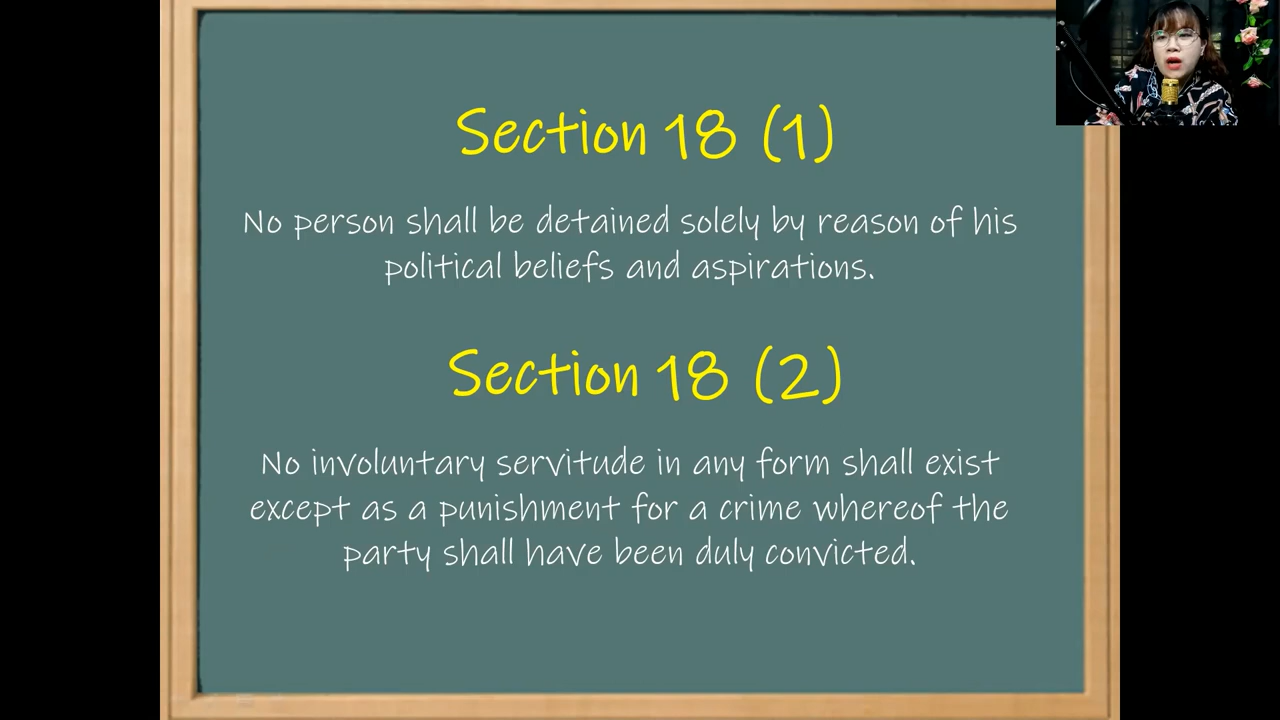 Section 18 (1)
No person shall be detained solely by reason of his
political beliefs and aspirations.
Section 18 (2)
No involuntary servitude in any form shall exist
except as a punishment for a crime whereof the
party shall have been duly convicted.